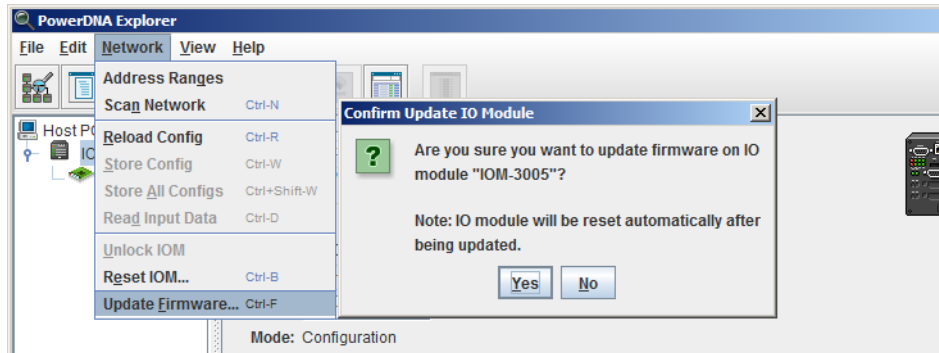 PowerDNA Explorer
File Edit Network View Help
Address Ranges
Scan Network Ctrl-N
Reload Config Ctrl-R
Store Config Ctrl-W
Store All Configs Ctrl+Shift-W
Read Input Data Ctrl-D
Unlock IOM
Reset IOM... Ctrl-B
Update Firmware... Ctrl-F
Host PC
IO
Confirm Update IO Module
Are you sure you want to update firmware on IO
module "IOM-3005"?
Note: IO module will be reset automatically after
being updated.
Yes No
Mode: Configuration